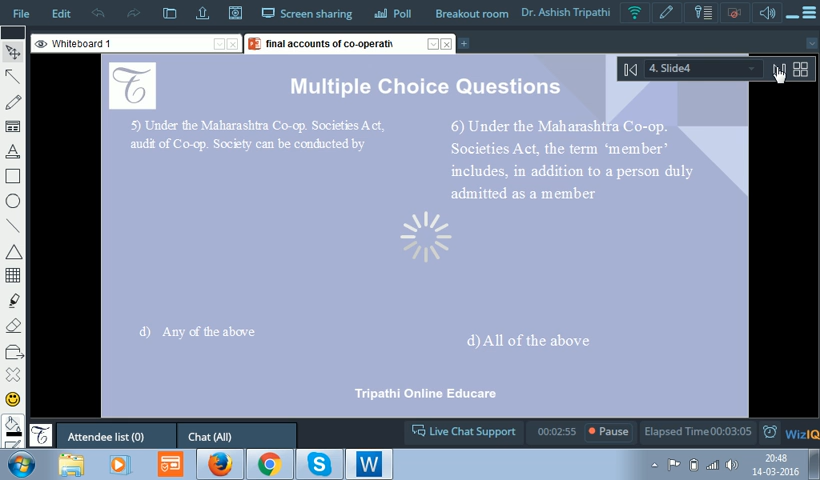 File Edit Screen sharing Poll Breakout room Dr. Ashish Tripathi
Whiteboard 1 final accounts of co-operativ
4. Slide4
Multiple Choice Questions
5) Under the Maharashtra Co-op. Societies Act,
audit of Co-op. Society can be conducted by
d) Any of the above
6) Under the Maharashtra Co-op.
Societies Act, the term ‘member’
includes, in addition to a person duly
admitted as a member
d) All of the above
Tripathi Online Educare
Attendee list (0) Chat (All) Live Chat Support 00:02:55 Pause Elapsed Time 00:03:05 WizIQ
20:48
14-03-2016